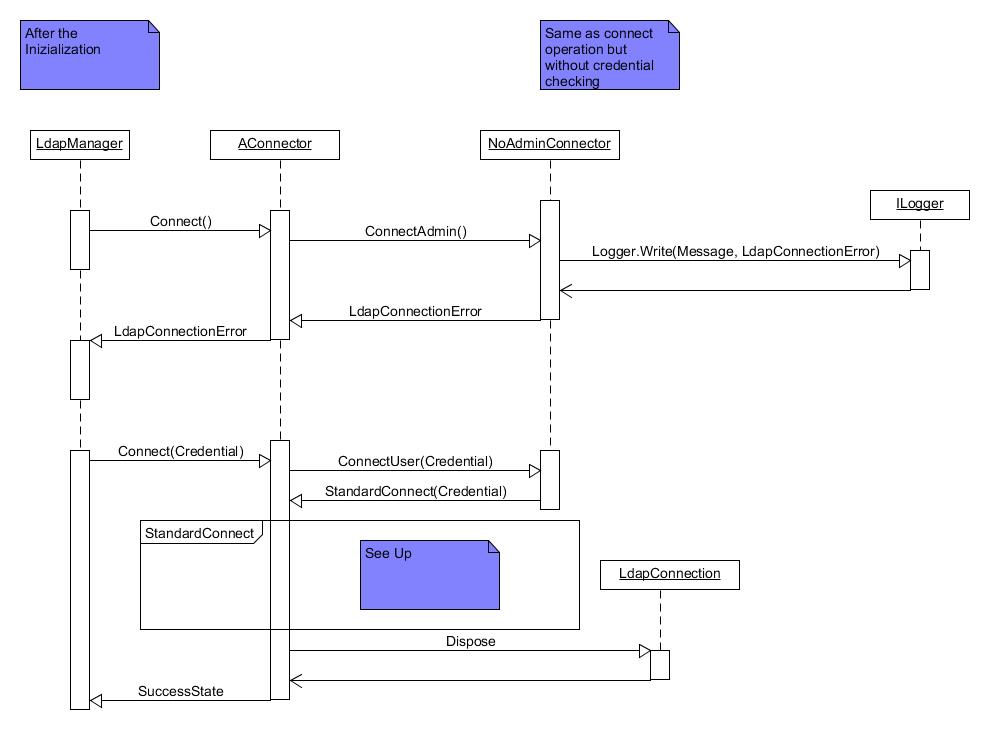 After the
Inizialization
Same as connect
operation but
without credential
checking
LdapManager
AConnector
NoAdminConnector
ILogger
Connect()
ConnectAdmin()
Logger.Write(Message, LdapConnectionError)
LdapConnectionError
LdapConnectionError
Connect(Credential)
ConnectUser(Credential)
StandardConnect(Credential)
StandardConnect
See Up
LdapConnection
Dispose
SuccessState